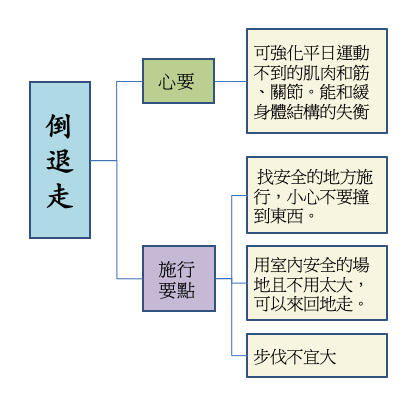 倒
退
走
心要
可強化平日運動
不到的肌肉和筋
、關節。能和緩
身體結構的失衡
施行
要點
找安全的地方施
行，小心不要撞
到東西。
用室內安全的場
地且不用太大，
可以來回地走。
步伐不宜大